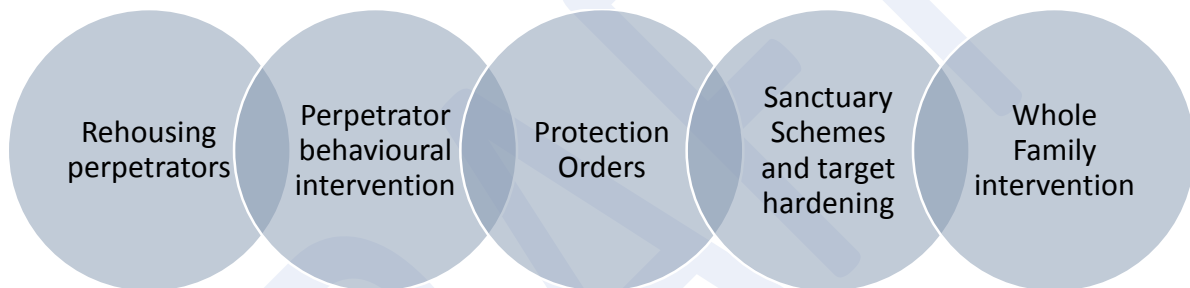 Rehousing
perpetrators
Perpetrator
behavioural
intervention
Protection
Orders
Sanctuary
Schemes
and target
hardening
Whole
Family
intervention